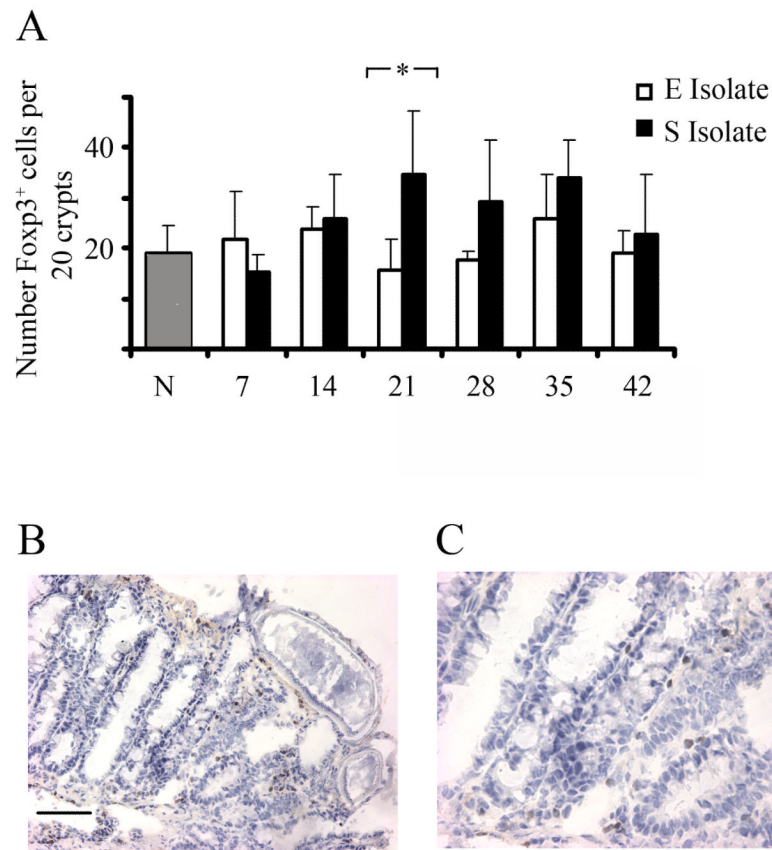 A
*
E Isolate
S Isolate
Number Foxp3⁺ cells per
20 crypts
40
20
N 7 14 21 28 35 42
B
C